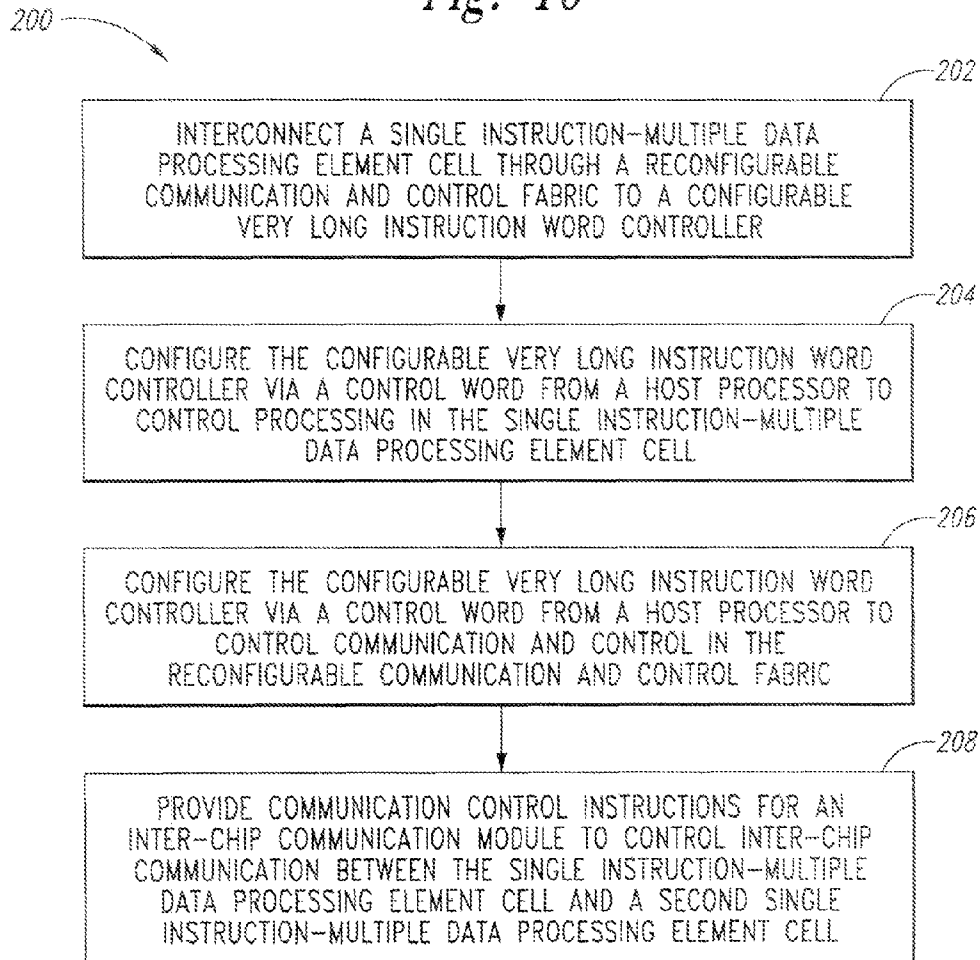 Fig. 10
200
202
INTERCONNECT A SINGLE INSTRUCTION-MULTIPLE DATA
PROCESSING ELEMENT CELL THROUGH A RECONFIGURABLE
COMMUNICATION AND CONTROL FABRIC TO A CONFIGURABLE
VERY LONG INSTRUCTION WORD CONTROLLER
204
CONFIGURE THE CONFIGURABLE VERY LONG INSTRUCTION WORD
CONTROLLER VIA A CONTROL WORD FROM A HOST PROCESSOR TO
CONTROL PROCESSING IN THE SINGLE INSTRUCTION-MULTIPLE
DATA PROCESSING ELEMENT CELL
206
CONFIGURE THE CONFIGURABLE VERY LONG INSTRUCTION WORD
CONTROLLER VIA A CONTROL WORD FROM A HOST PROCESSOR TO
CONTROL COMMUNICATION AND CONTROL IN THE
RECONFIGURABLE COMMUNICATION AND CONTROL FABRIC
208
PROVIDE COMMUNICATION CONTROL INSTRUCTIONS FOR AN
INTER-CHIP COMMUNICATION MODULE TO CONTROL INTER-CHIP
COMMUNICATION BETWEEN THE SINGLE INSTRUCTION-MULTIPLE
DATA PROCESSING ELEMENT CELL AND A SECOND SINGLE
INSTRUCTION-MULTIPLE DATA PROCESSING ELEMENT CELL